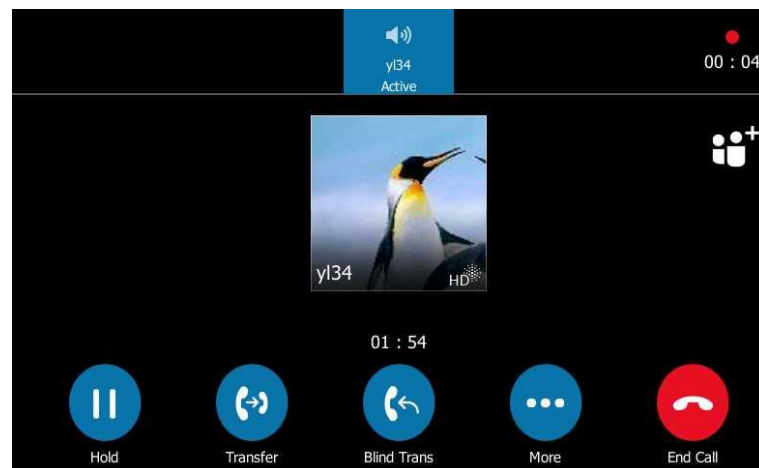 yl34
Active
00 : 04
yl34
HD
01 : 54
Hold
Transfer
Blind Trans
More
End Call